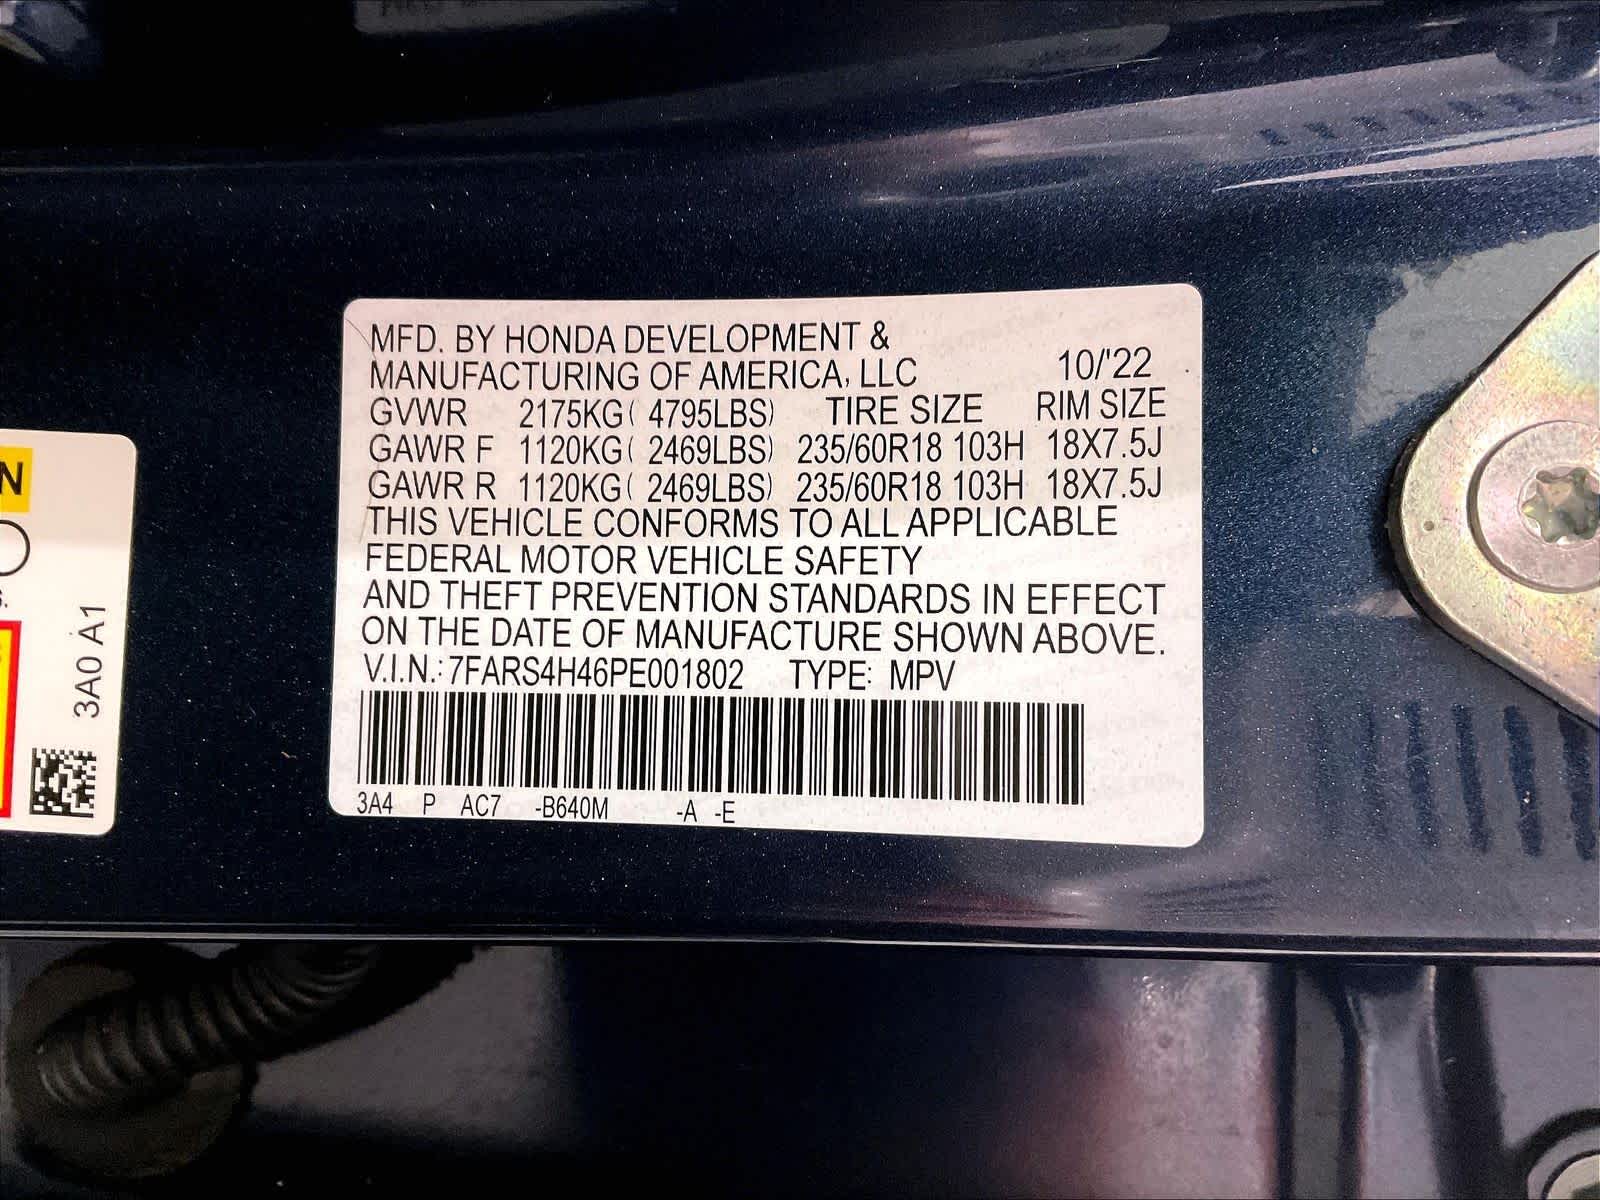 MFD. BY HONDA DEVELOPMENT &
MANUFACTURING OF AMERICA, LLC 10/'22
GVWR 2175KG( 4795LBS) TIRE SIZE RIM SIZE
GAWR F 1120KG( 2469LBS) 235/60R18 103H 18X7.5J
GAWR R 1120KG( 2469LBS) 235/60R18 103H 18X7.5J
THIS VEHICLE CONFORMS TO ALL APPLICABLE
FEDERAL MOTOR VEHICLE SAFETY
AND THEFT PREVENTION STANDARDS IN EFFECT
ON THE DATE OF MANUFACTURE SHOWN ABOVE.
V.I.N.: 7FARS4H46PE001802 TYPE: MPV
3A4 P AC7 -B640M -A -E
N
3A0 A1